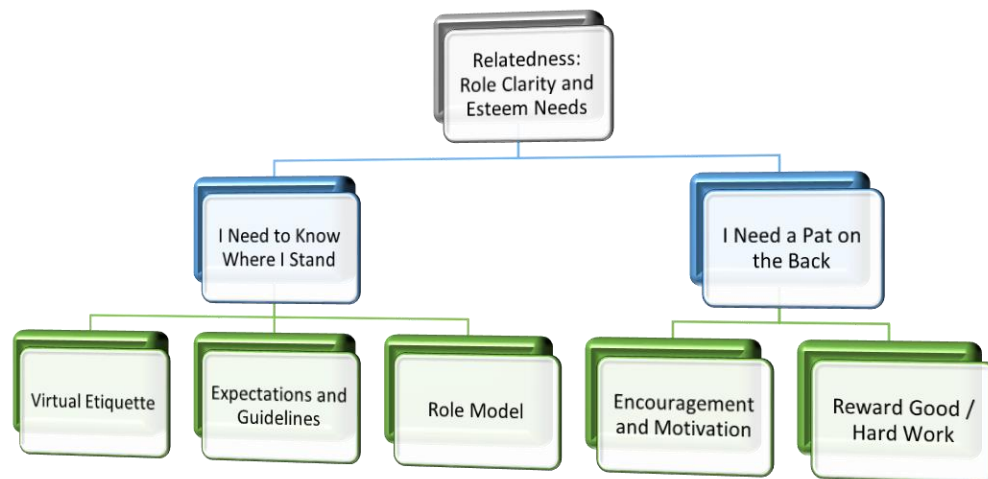 Relatedness:
Role Clarity and
Esteem Needs
I Need to Know
Where I Stand
I Need a Pat on
the Back
Virtual Etiquette
Expectations and
Guidelines
Role Model
Encouragement
and Motivation
Reward Good /
Hard Work